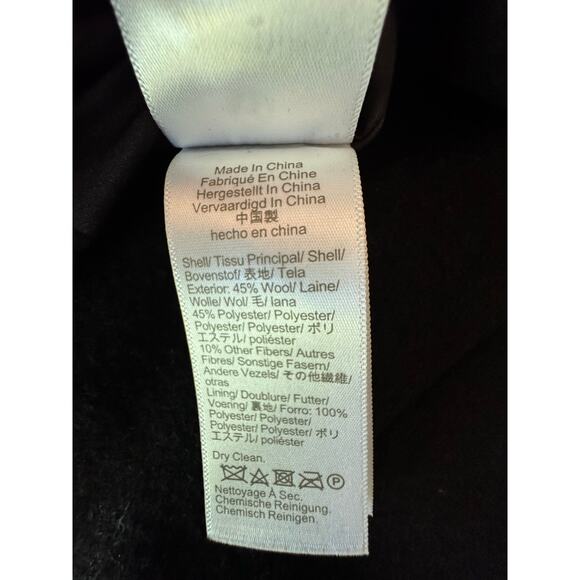 Made In China
Fabriqué En Chine
Hergestellt In China
Vervaardigd In China
中国製
hecho en china
Shell/ Tissu Principal/ Shell/
Bovenstof/ 表地/ Tela
Exterior: 45% Wool/ Laine/
Wolle/ Wol/ 毛/ lana
45% Polyester/ Polyester/
Polyester/ Polyester/ ポリ
エステル/ poliéster
10% Other Fibers/ Autres
Fibres/ Sonstige Fasern/
Andere Vezels/ その他繊維/
otras
Lining/ Doublure/ Futter/
Voering/ 裏地/ Forro: 100%
Polyester/ Polyester/
Polyester/ Polyester/ ポリ
エステル/ poliéster
Dry Clean.
P
Nettoyage À Sec.
Chemische Reinigung.
Chemisch Reinigen.